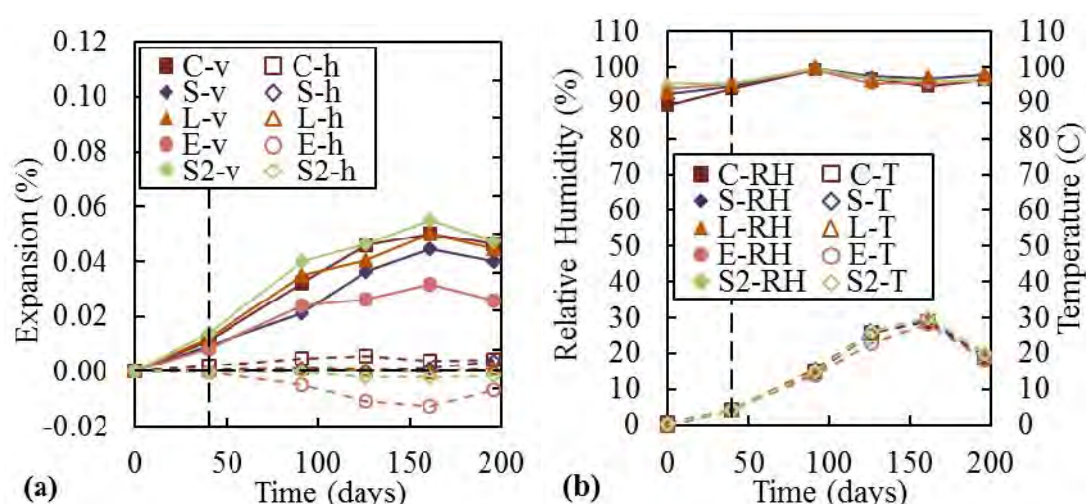 0.12
0.10
0.08
0.06
0.04
0.02
0.00
-0.02
Expansion (%)
C-v C-h
S-v S-h
L-v L-h
E-v E-h
S2-v S2-h
0 50 100 150 200
Time (days)
(a)
110 110
100 100
90 90
80 80
70 70
60 60
50 50
40 40
30 30
20 20
10 10
0 0
Relative Humidity (%)
Temperature (C)
C-RH C-T
S-RH S-T
L-RH L-T
E-RH E-T
S2-RH S2-T
0 50 100 150 200
Time (days)
(b)